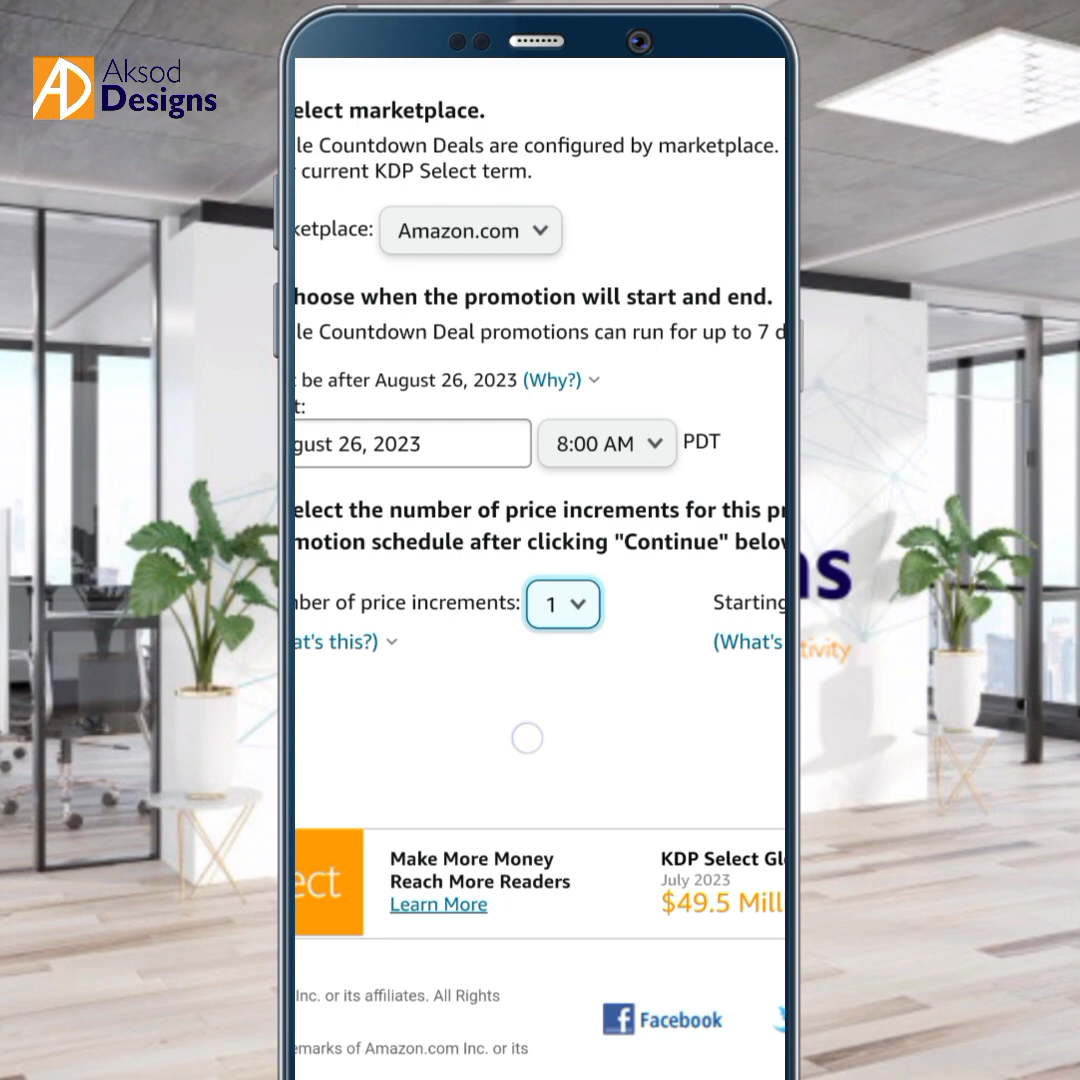 Aksod
Designs
elect marketplace.
le Countdown Deals are configured by marketplace.
current KDP Select term.
ketplace: Amazon.com
hoose when the promotion will start and end.
le Countdown Deal promotions can run for up to 7 d
be after August 26, 2023 (Why?)
t:
gust 26, 2023 8:00 AM PDT
elect the number of price increments for this pr
motion schedule after clicking "Continue" belov
ber of price increments: 1 Starting
at's this?) (What's
ns
tivity
ect
Make More Money
Reach More Readers
Learn More
KDP Select Gl
July 2023
$49.5 Mill
Inc. or its affiliates. All Rights
Facebook
emarks of Amazon.com Inc. or its